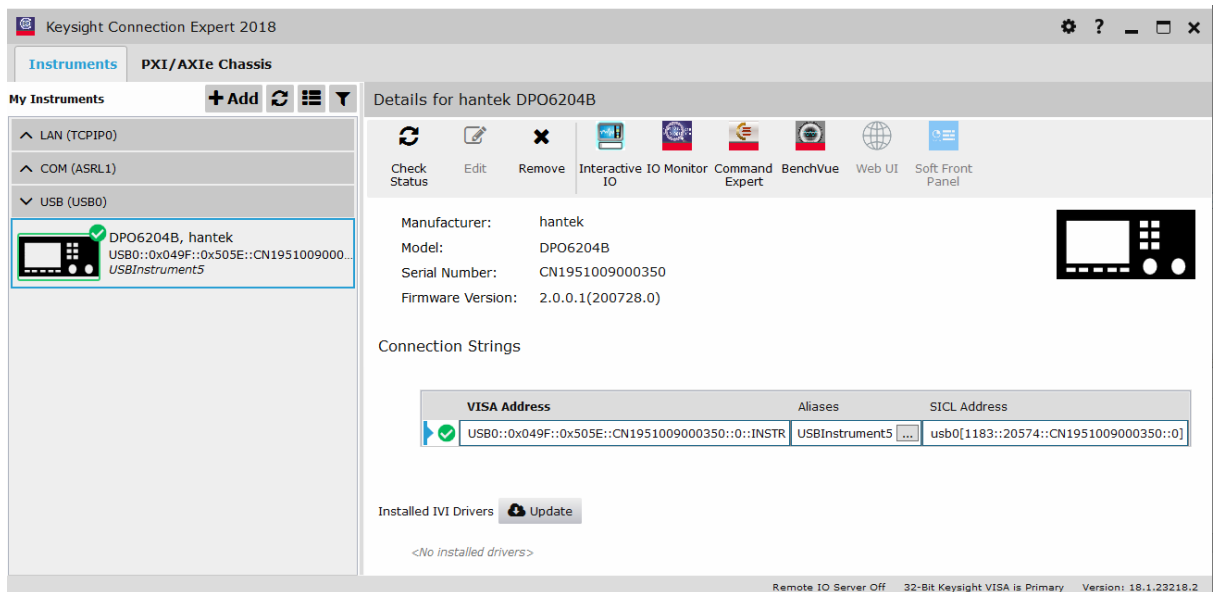 Keysight Connection Expert 2018
?
Instruments PXI/AXIe Chassis
My Instruments
Add
LAN (TCPIP0)
COM (ASRL1)
USB (USB0)
DPO6204B, hantek
USB0::0x049F::0x505E::CN1951009000...
USBInstrument5
Details for hantek DPO6204B
Check Status
Edit
Remove
Interactive IO
IO Monitor
Command Expert
BenchVue
Web UI
Soft Front Panel
Manufacturer: hantek
Model: DPO6204B
Serial Number: CN1951009000350
Firmware Version: 2.0.0.1(200728.0)
Connection Strings
VISA Address Aliases SICL Address
USB0::0x049F::0x505E::CN1951009000350::0::INSTR USBInstrument5 ... usb0[1183::20574::CN1951009000350::0]
Installed IVI Drivers Update
<No installed drivers>
Remote IO Server Off 32-Bit Keysight VISA is Primary Version: 18.1.23218.2